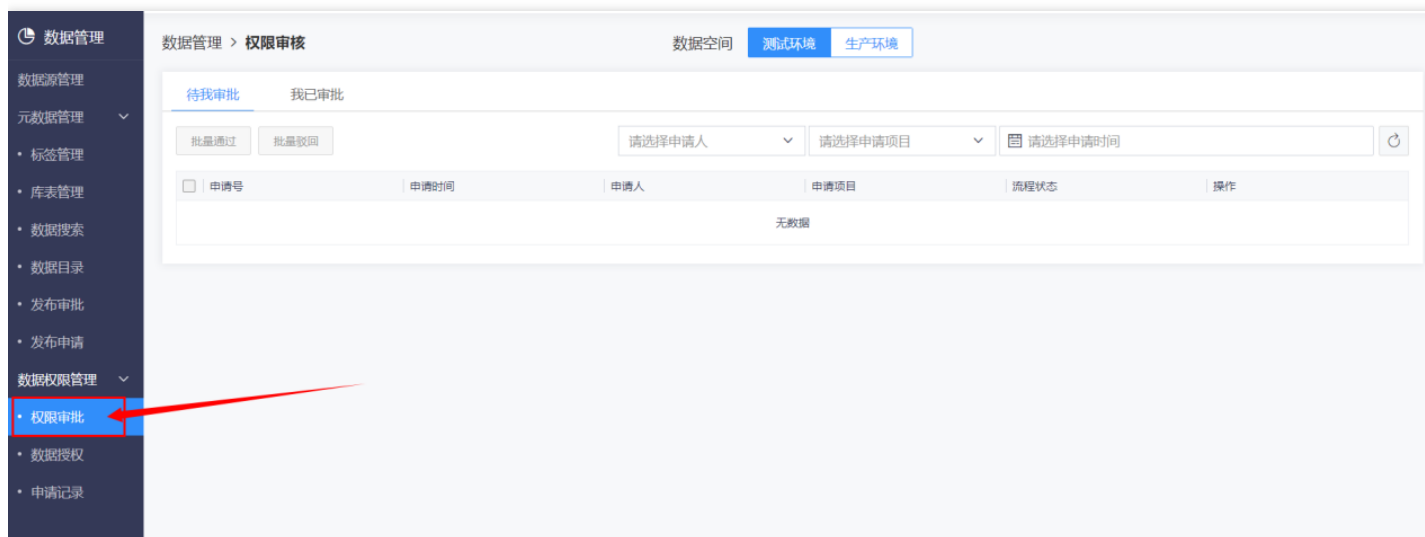 数据管理
数据源管理
元数据管理
• 标签管理
• 库表管理
• 数据搜索
• 数据目录
• 发布审批
• 发布申请
数据权限管理
• 权限审批
• 数据授权
• 申请记录
数据管理 > 权限审核
数据空间 测试环境 生产环境
待我审批 我已审批
批量通过 批量驳回 请选择申请人 请选择申请项目 请选择申请时间
申请号 申请时间 申请人 申请项目 流程状态 操作
无数据